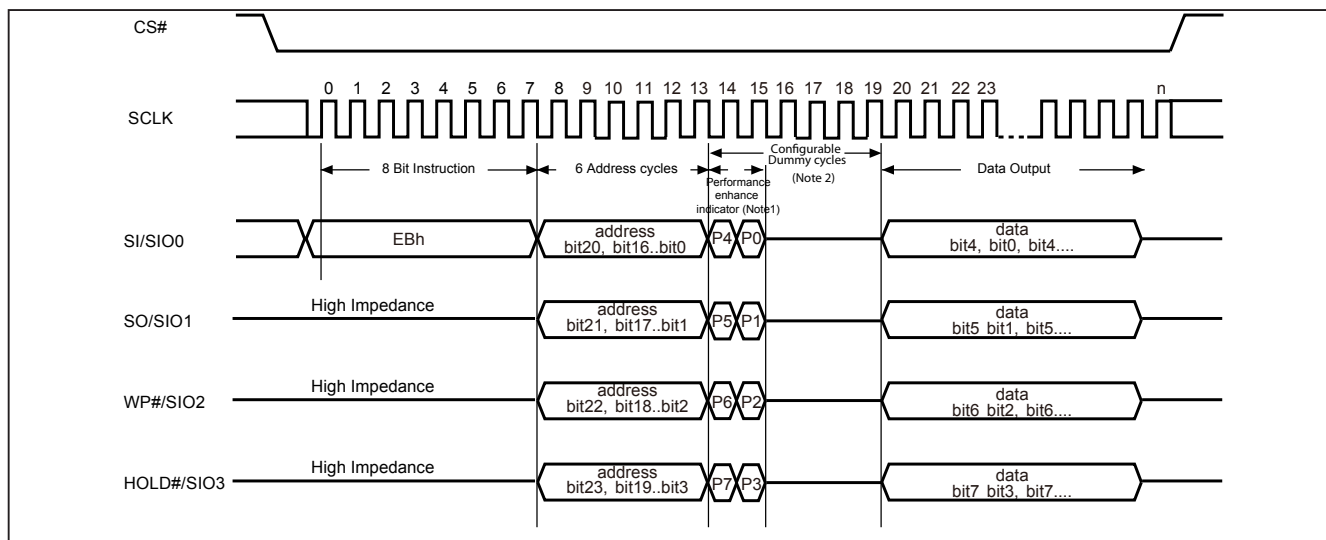 CS#
0 1 2 3 4 5 6 7 8 9 10 11 12 13 14 15 16 17 18 19 20 21 22 23 n
SCLK
Configurable
Dummy cycles
(Note 2)
8 Bit Instruction
6 Address cycles
Performance
enhance
indicator (Note1)
Data Output
SI/SIO0
EBh
address
bit20, bit16..bit0
P4 P0
data
bit4, bit0, bit4....
SO/SIO1
High Impedance
address
bit21, bit17..bit1
P5 P1
data
bit5 bit1, bit5....
WP#/SIO2
High Impedance
address
bit22, bit18..bit2
P6 P2
data
bit6 bit2, bit6....
HOLD#/SIO3
High Impedance
address
bit23, bit19..bit3
P7 P3
data
bit7 bit3, bit7....